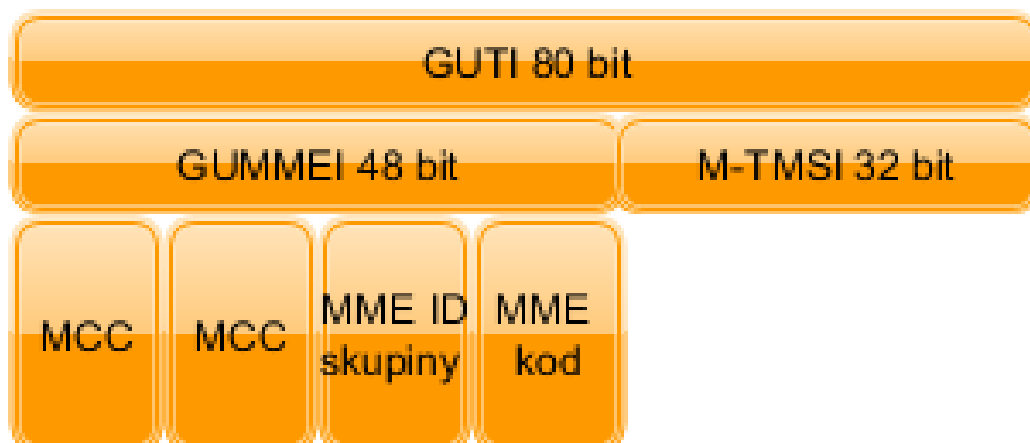 GUTI 80 bit
GUMMEI 48 bit
M-TMSI 32 bit
MCC
MCC
MME ID
skupiny
MME
kod